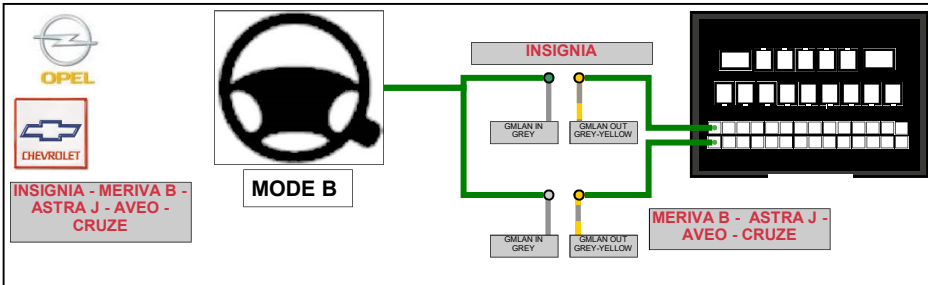 OPEL
CHEVROLET
INSIGNIA - MERIVA B -
ASTRA J - AVEO -
CRUZE
MODE B
INSIGNIA
GMLAN IN
GREY
GMLAN OUT
GREY-YELLOW
GMLAN IN
GREY
GMLAN OUT
GREY-YELLOW
MERIVA B - ASTRA J -
AVEO - CRUZE